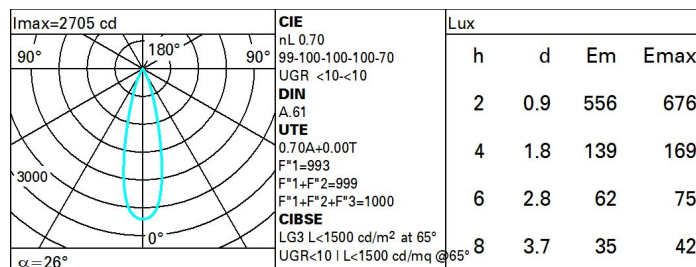 Imax=2705 cd
90°
180°
90°
3000
0°
α=26°
CIE
nL 0.70
99-100-100-100-70
UGR <10-<10
DIN
A.61
UTE
0.70A+0.00T
F"1=993
F"1+F"2=999
F"1+F"2+F"3=1000
CIBSE
LG3 L<1500 cd/m² at 65°
UGR<10 | L<1500 cd/mq @65°
Lux
h d Em Emax
2 0.9 556 676
4 1.8 139 169
6 2.8 62 75
8 3.7 35 42